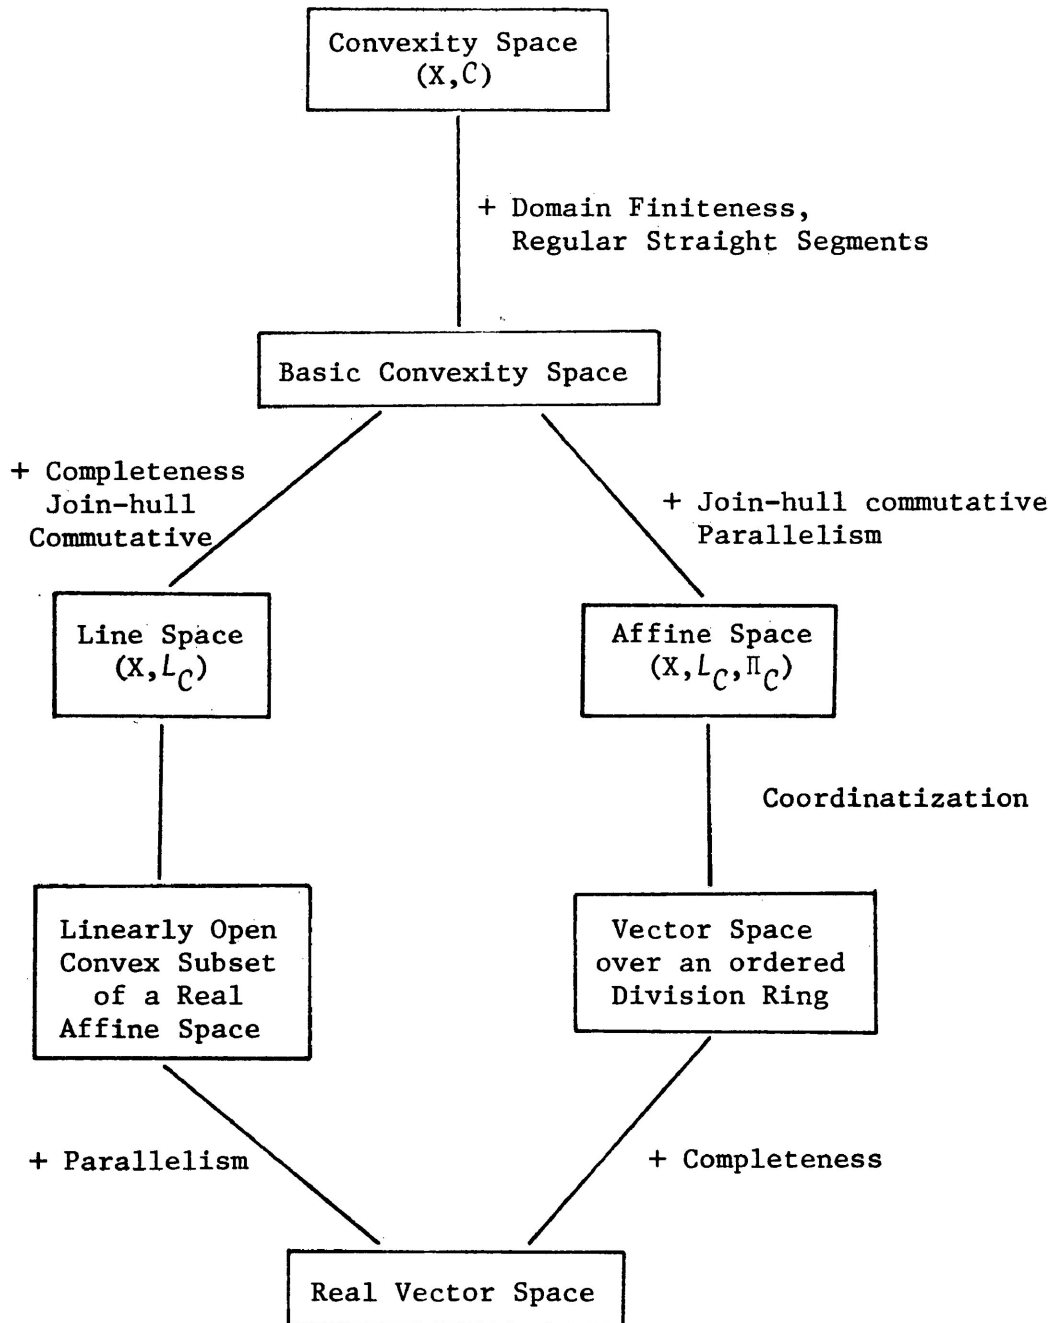 Convexity Space
(X,C)
+ Domain Finiteness,
Regular Straight Segments
Basic Convexity Space
+ Completeness
Join-hull
Commutative
+ Join-hull commutative
Parallelism
Line Space
(X,L_C)
Affine Space
(X,L_C,Π_C)
Coordinatization
Linearly Open
Convex Subset
of a Real
Affine Space
Vector Space
over an ordered
Division Ring
+ Parallelism
+ Completeness
Real Vector Space